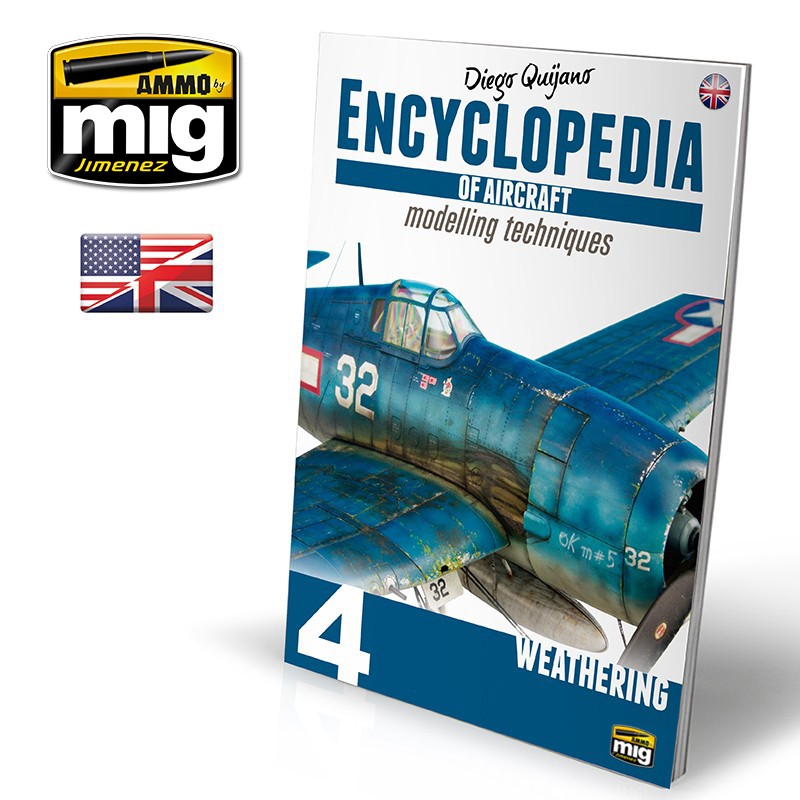 AMMO by
mig
Jimenez
Diego Quijano
ENCYCLOPEDIA
OF AIRCRAFT
modelling techniques
32
OK m#5 32
32
4
WEATHERING
AMMO by
mig